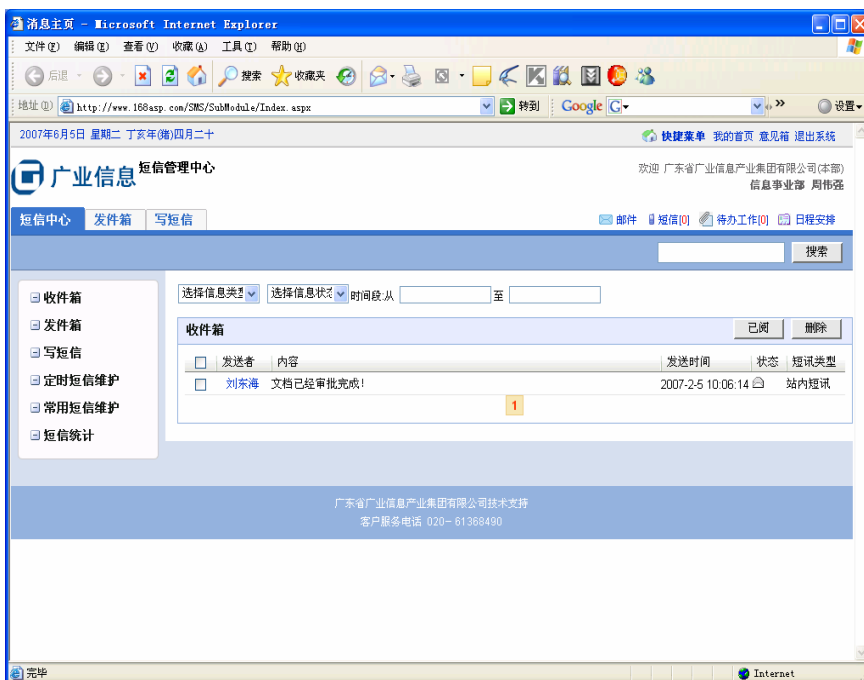 消息主页 - Microsoft Internet Explorer
文件(F) 编辑(E) 查看(V) 收藏(A) 工具(T) 帮助(H)
后退 搜索 收藏夹
地址(D) http://www.168asp.com/SMS/SubModule/Index.aspx 转到 Google G 设置
2007年6月5日 星期二 丁亥年(猪)四月二十 快捷菜单 我的首页 意见箱 退出系统
广业信息 短信管理中心 欢迎 广东省广业信息产业集团有限公司(本部)
信息事业部 周伟强
短信中心 发件箱 写短信 邮件 短信[0] 待办工作[0] 日程安排
搜索
收件箱
发件箱
写短信
定时短信维护
常用短信维护
短信统计
选择信息类型 选择信息状态 时间段:从 至
收件箱 已阅 删除
发送者 内容 发送时间 状态 短讯类型
刘东海 文档已经审批完成! 2007-2-5 10:06:14 站内短讯
1
广东省广业信息产业集团有限公司技术支持
客户服务电话 020-61368490
完毕 Internet